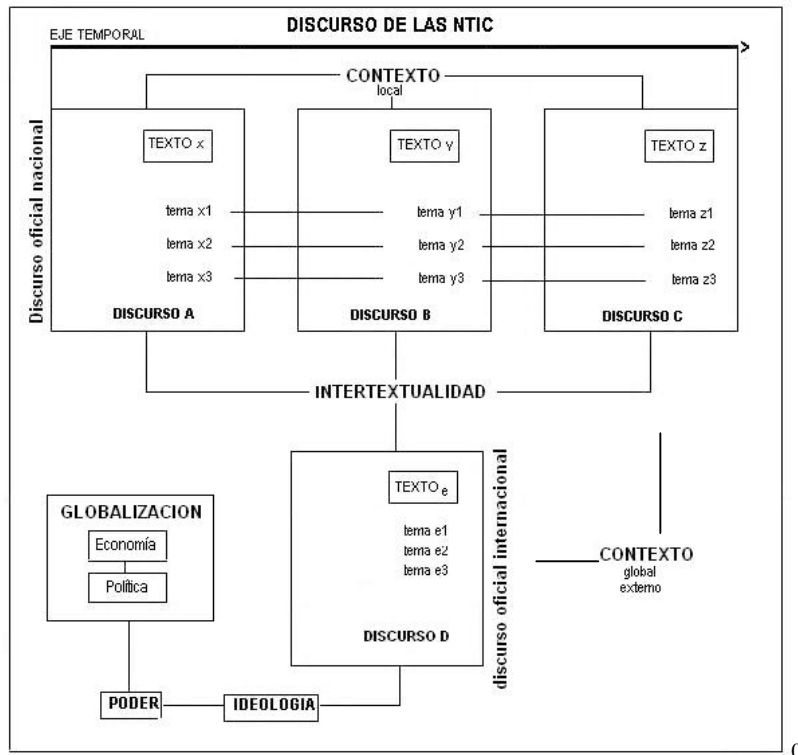 DISCURSO DE LAS NTIC
EJE TEMPORAL
CONTEXTO
local
Discurso oficial nacional
TEXTO x
TEXTO y
TEXTO z
tema x1
tema y1
tema z1
tema x2
tema y2
tema z2
tema x3
tema y3
tema z3
DISCURSO A
DISCURSO B
DISCURSO C
INTERTEXTUALIDAD
TEXTO e
tema e1
tema e2
tema e3
DISCURSO D
discurso oficial internacional
GLOBALIZACION
Economía
Política
CONTEXTO
global
externo
PODER
IDEOLOGIA